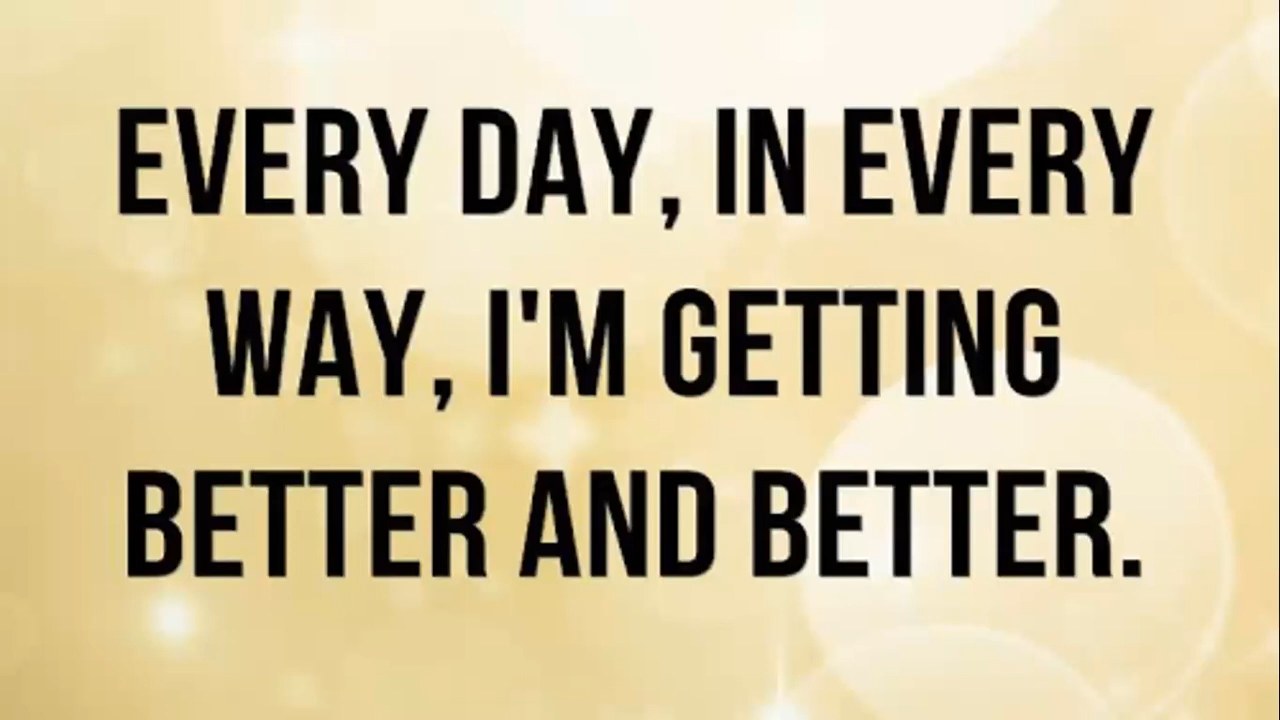 EVERY DAY, IN EVERY
WAY, I'M GETTING
BETTER AND BETTER.